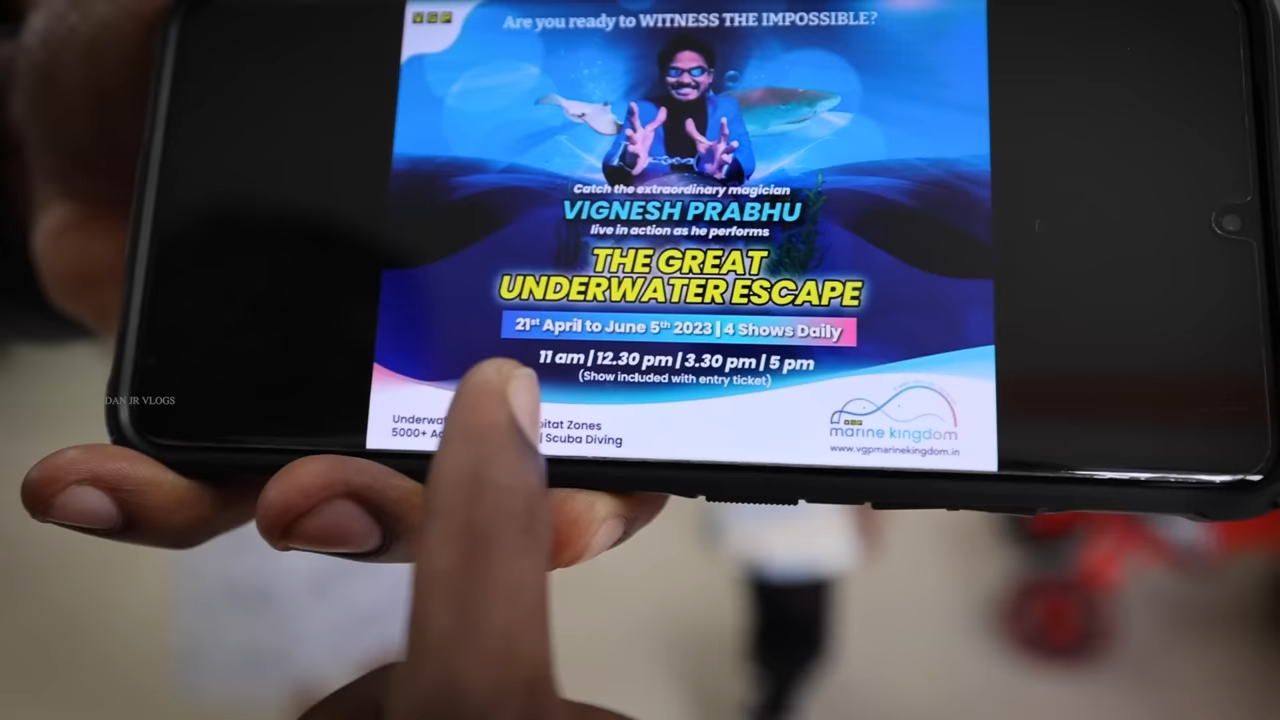 VGP
Are you ready to WITNESS THE IMPOSSIBLE?
Catch the extraordinary magician
VIGNESH PRABHU
live in action as he performs
THE GREAT
UNDERWATER ESCAPE
21st April to June 5th 2023 | 4 Shows Daily
11 am | 12.30 pm | 3.30 pm | 5 pm
(Show included with entry ticket)
Zones
5000+ | Scuba Diving
VGP
marine kingdom
www.vgpmarinekingdom.in
DAN JR VLOGS